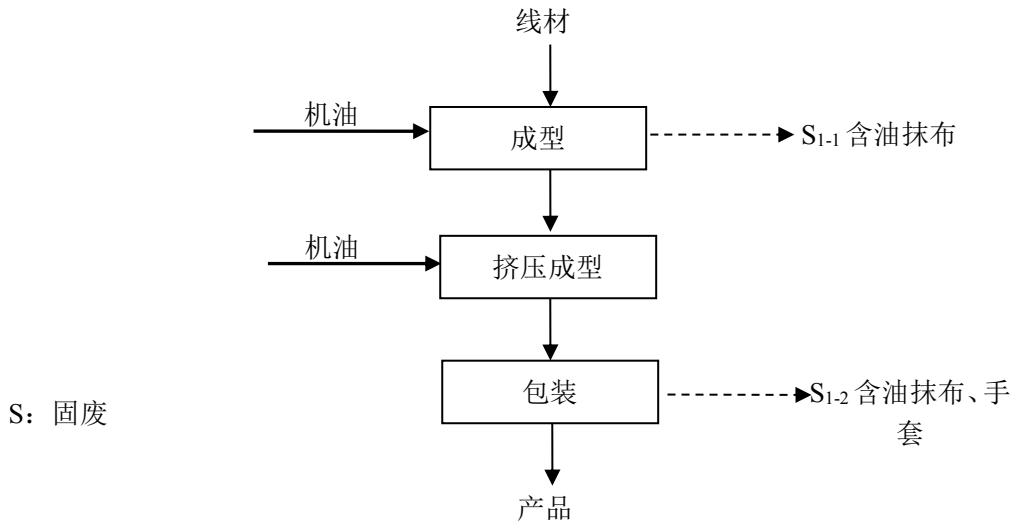 线材
机油
成型
S1-1 含油抹布
机油
挤压成型
包装
S1-2 含油抹布、手
套
S：固废
产品